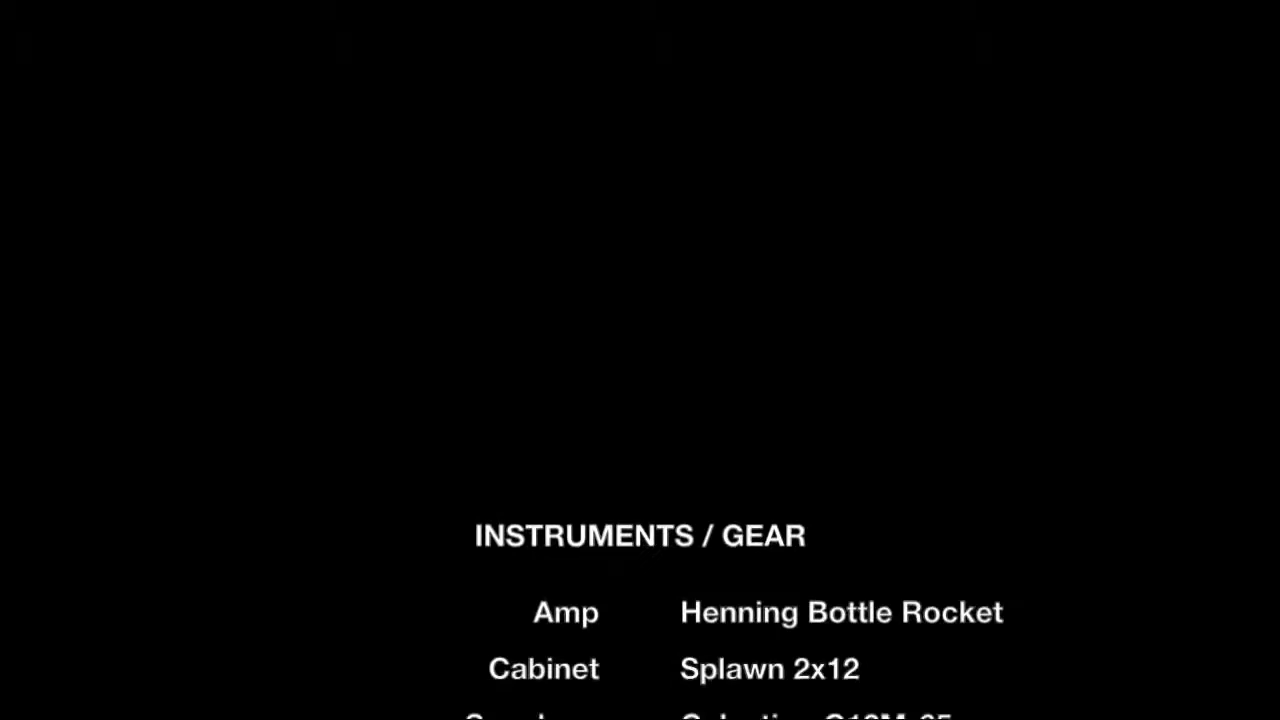 INSTRUMENTS / GEAR
Amp Henning Bottle Rocket
Cabinet Splawn 2x12